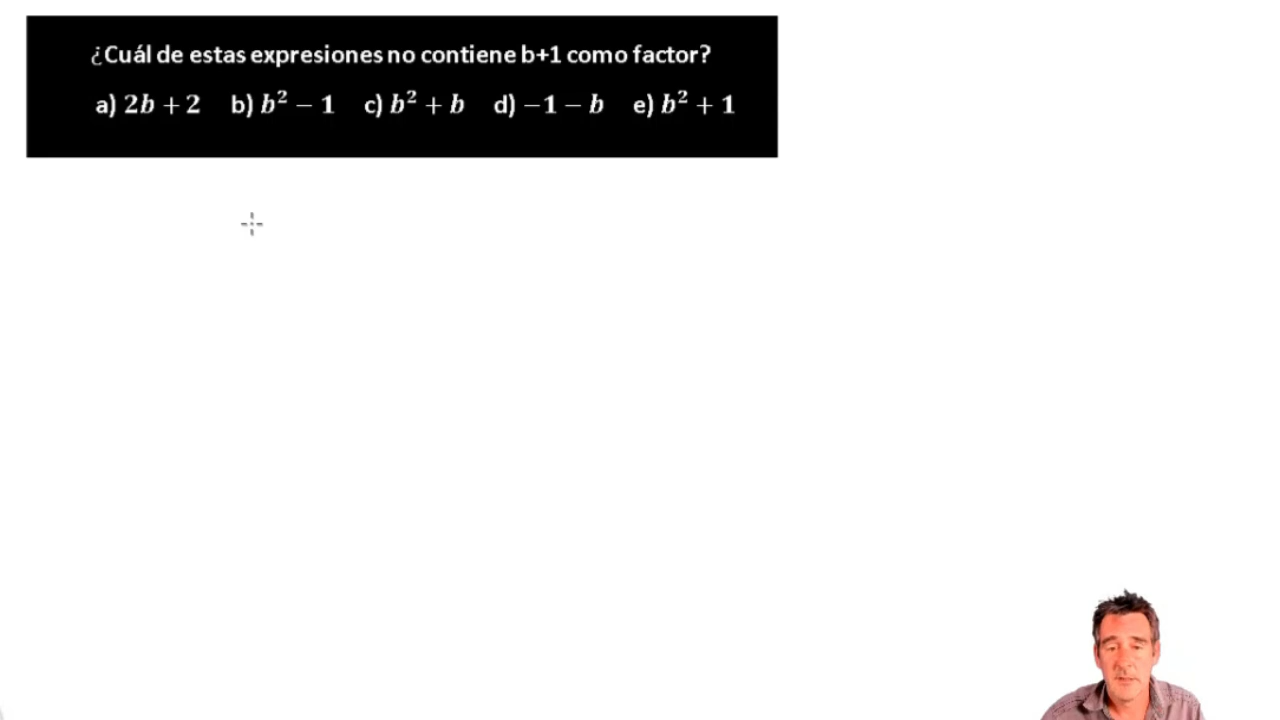 ¿Cuál de estas expresiones no contiene b+1 como factor?
a) 2b + 2 b) b² − 1 c) b² + b d) −1 − b e) b² + 1